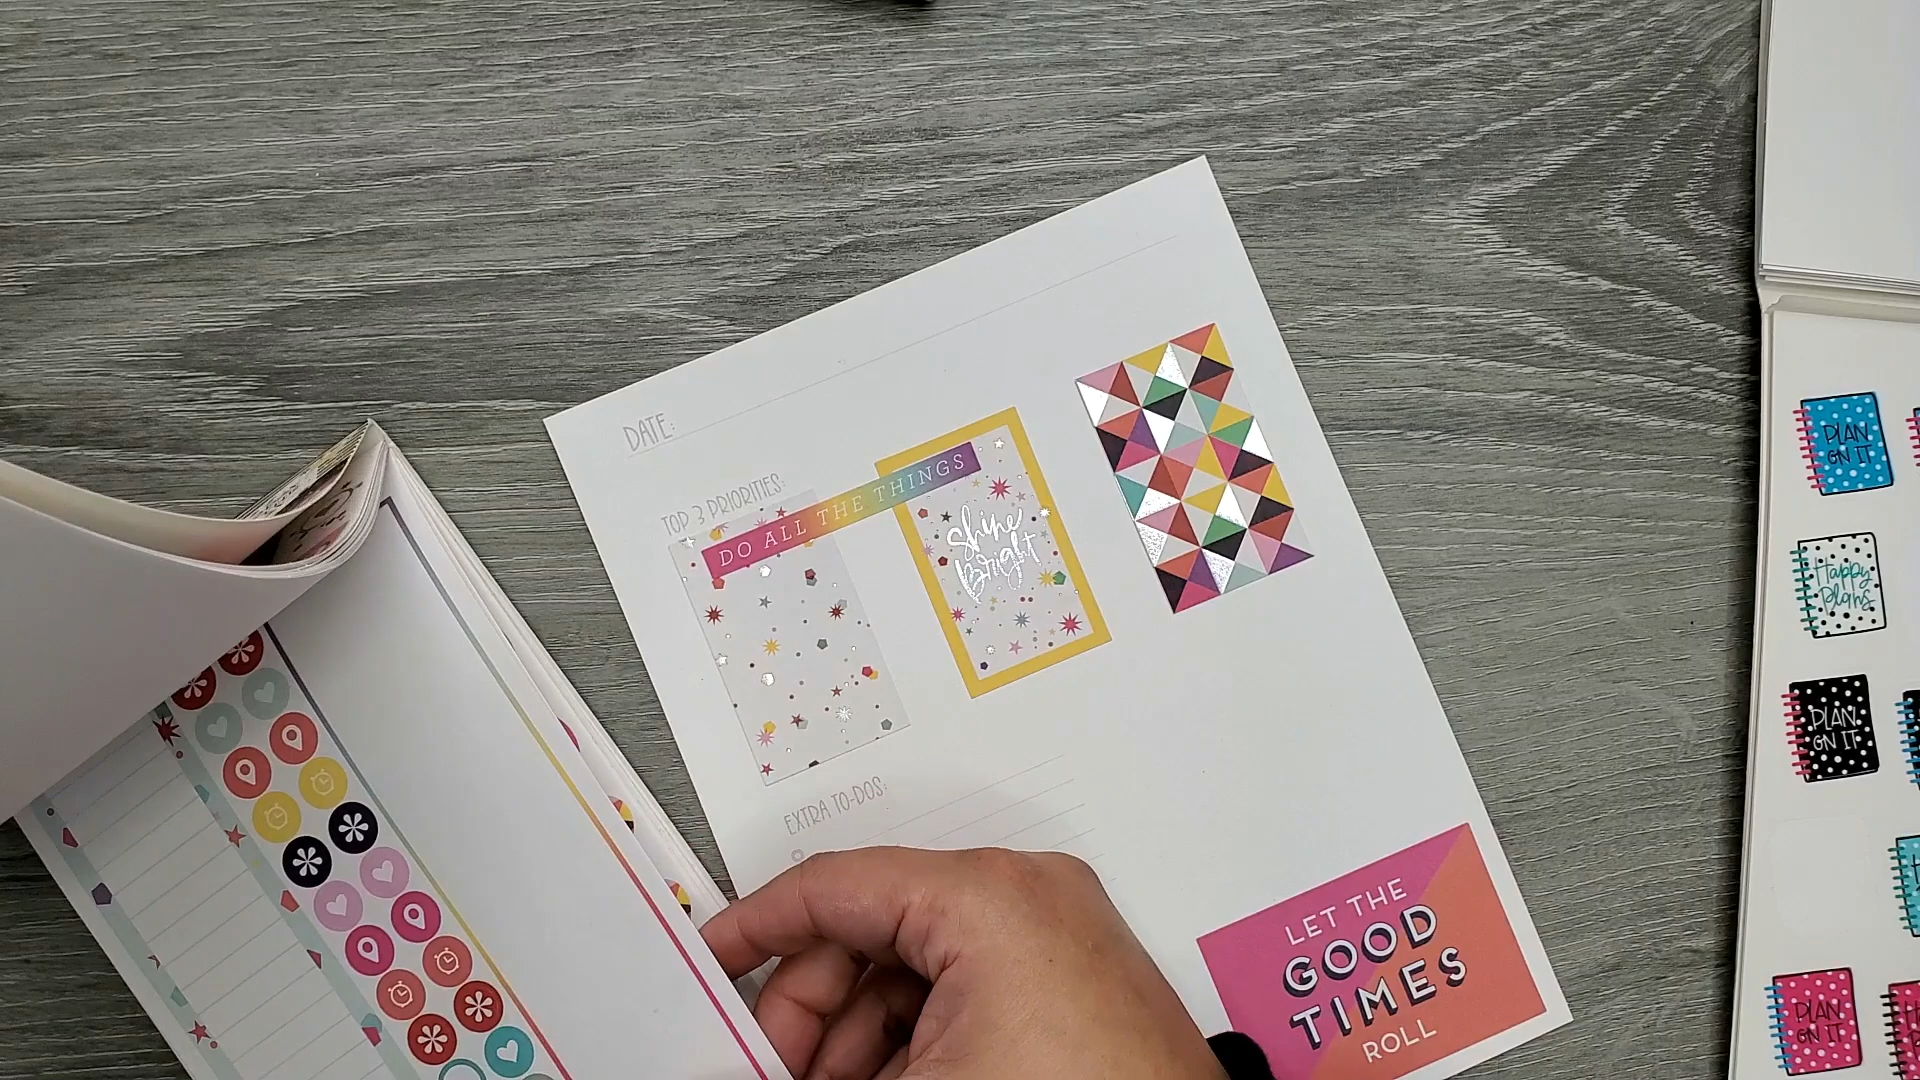 DATE:
TOP 3 PRIORITIES:
DO ALL THE THINGS
Shine
Bright
EXTRA TO-DOS:
LET THE
GOOD
TIMES
ROLL
PLAN
ON IT
Happy
Plans
PLAN
ON IT
PLAN
ON IT